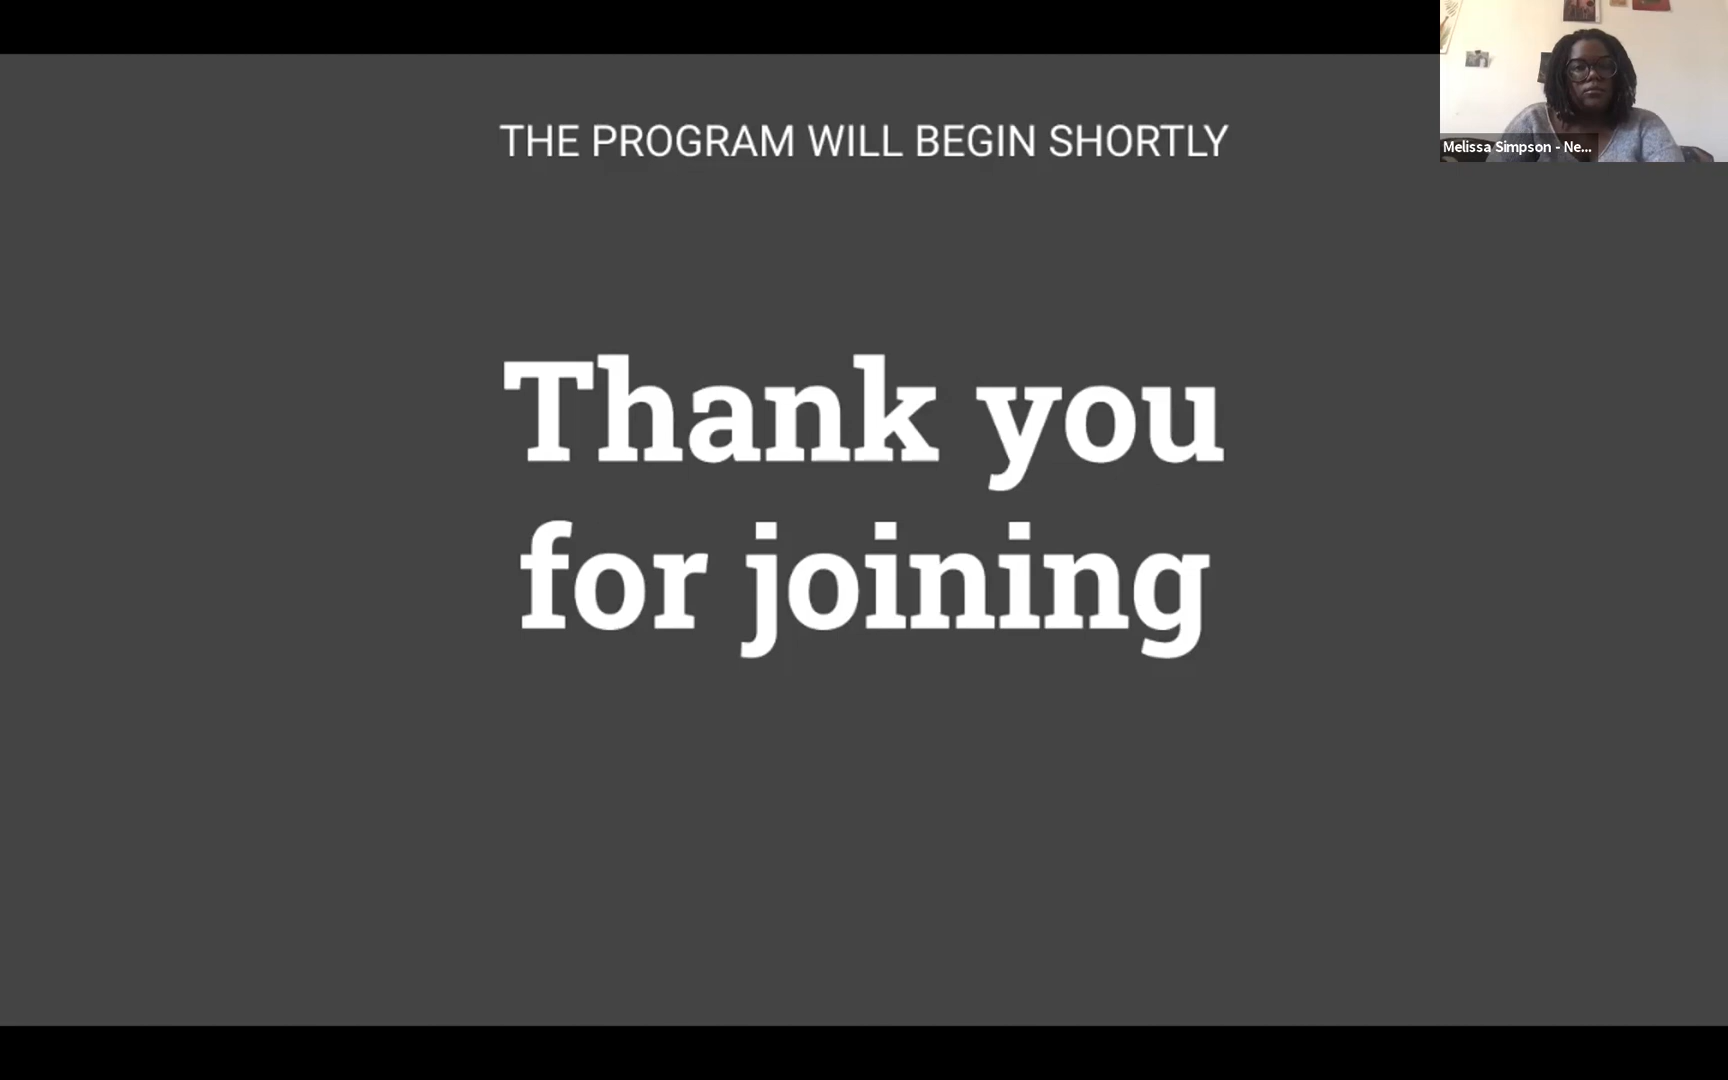 THE PROGRAM WILL BEGIN SHORTLY
Melissa Simpson - Ne...
Thank you
for joining